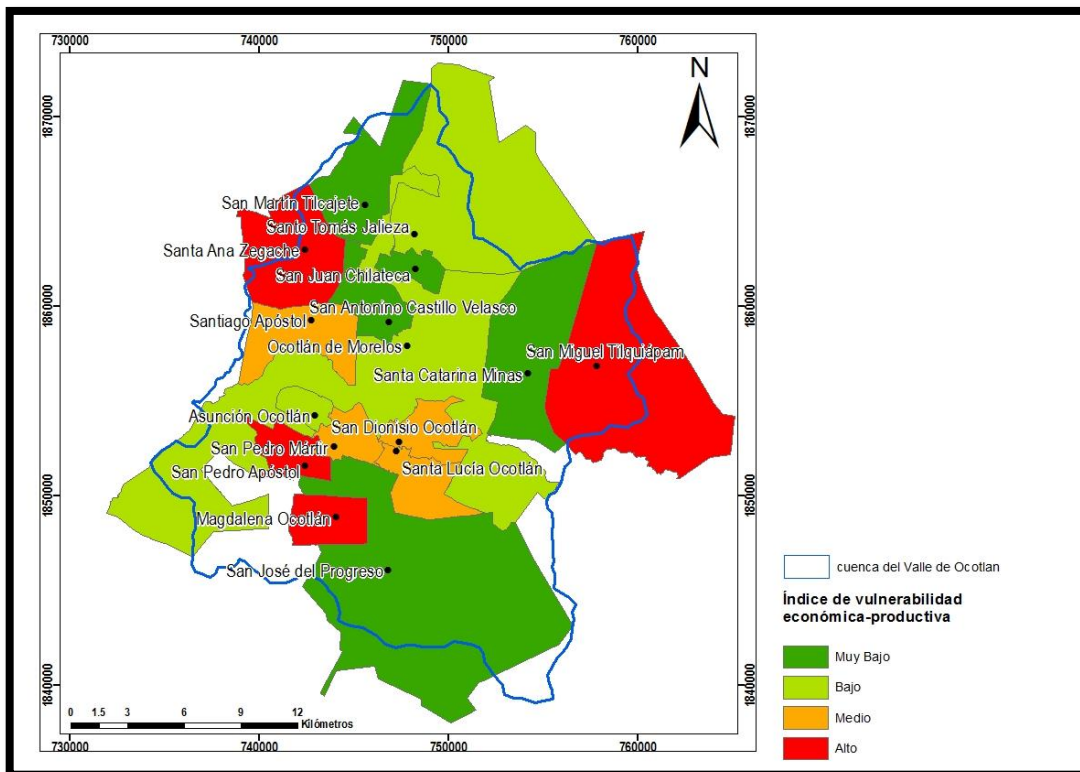 730000 740000 750000 760000
N
1870000 1870000
San Martín Tilcajete
Santo Tomás Jalieza
Santa Ana Zegache
San Juan Chilateca
1860000 1860000
San Antonino Castillo Velasco
Santiago Apóstol
Ocotlán de Morelos
San Miguel Tilquiápam
Santa Catarina Minas
Asunción Ocotlán
San Dionisio Ocotlán
San Pedro Mártir
Santa Lucía Ocotlán
San Pedro Apóstol
1850000 1850000
Magdalena Ocotlán
San José del Progreso
cuenca del Valle de Ocotlan
Índice de vulnerabilidad
económica-productiva
Muy Bajo
Bajo
Medio
Alto
1840000 1840000
0 1.5 3 6 9 12
Kilómetros
730000 740000 750000 760000